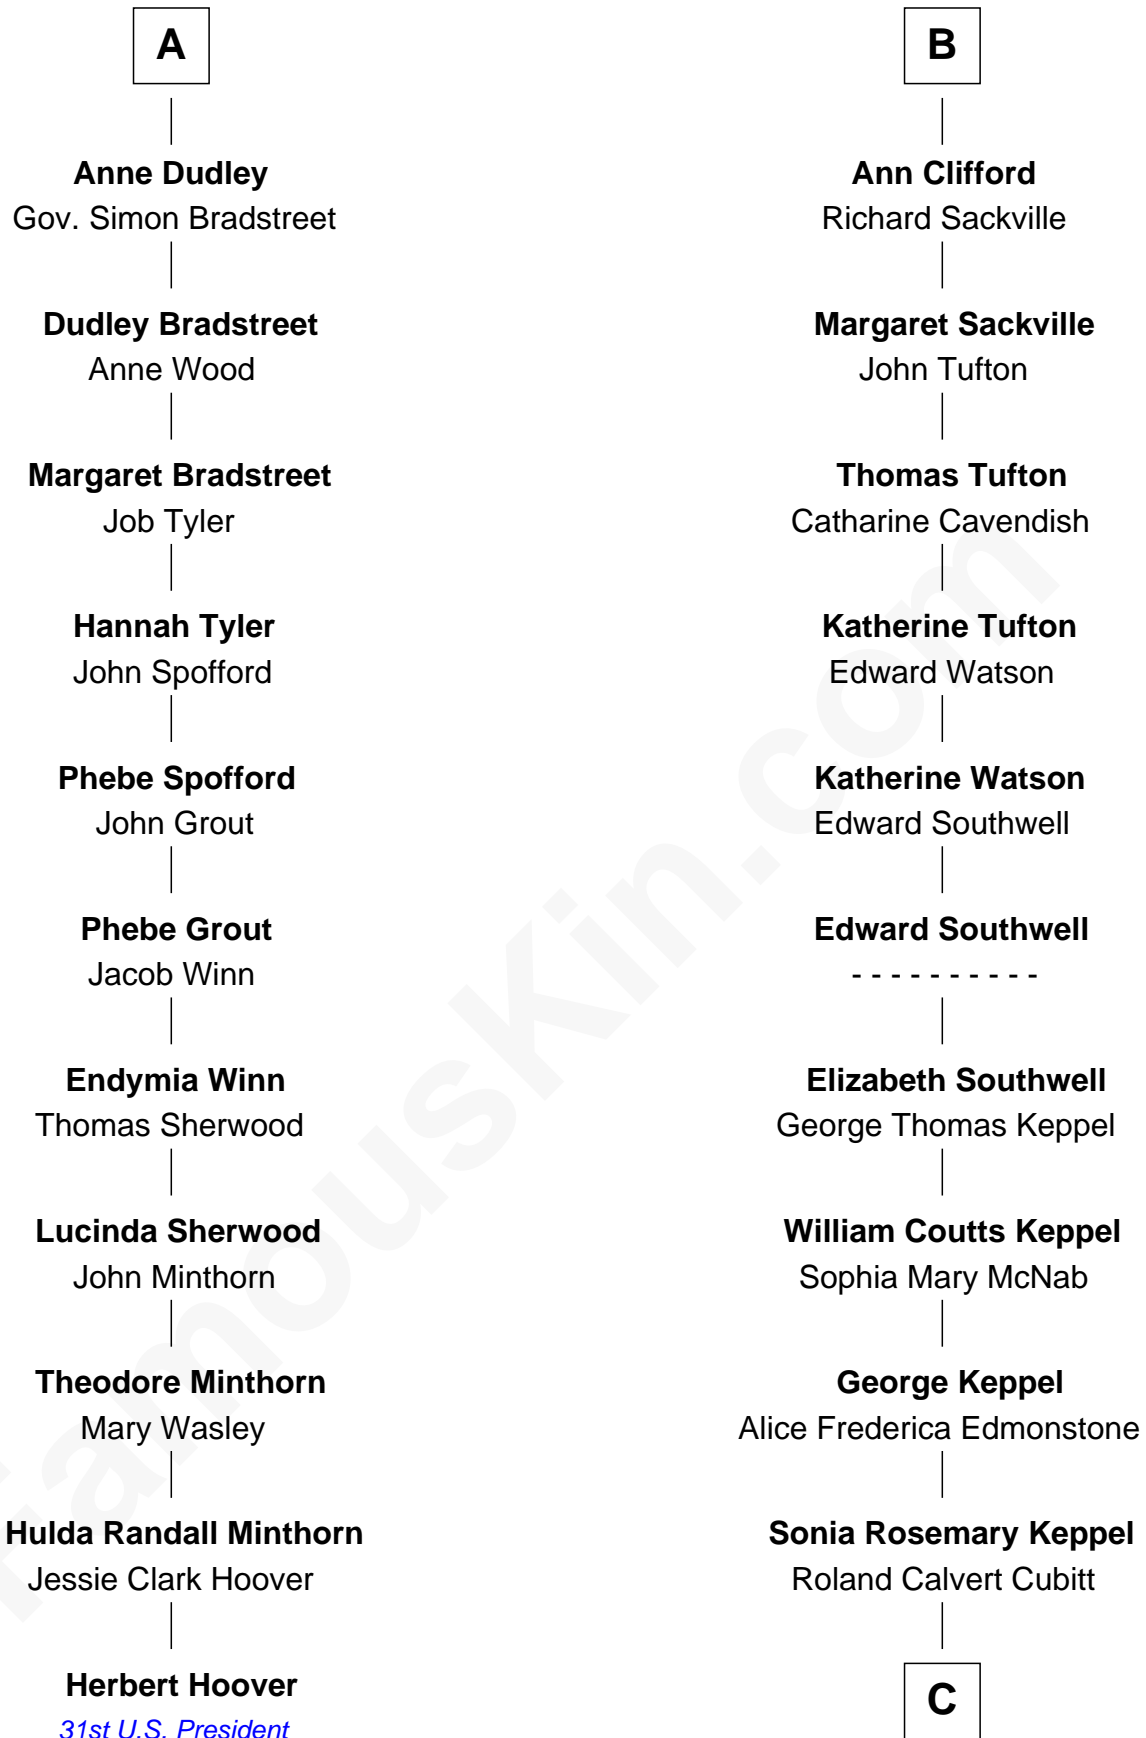 A
Anne Dudley
Gov. Simon Bradstreet
Dudley Bradstreet
Anne Wood
Margaret Bradstreet
Job Tyler
Hannah Tyler
John Spofford
Phebe Spofford
John Grout
Phebe Grout
Jacob Winn
Endymia Winn
Thomas Sherwood
Lucinda Sherwood
John Minthorn
Theodore Minthorn
Mary Wasley
Hulda Randall Minthorn
Jessie Clark Hoover
Herbert Hoover
31st U.S. President
B
Ann Clifford
Richard Sackville
Margaret Sackville
John Tufton
Thomas Tufton
Catharine Cavendish
Katherine Tufton
Edward Watson
Katherine Watson
Edward Southwell
Edward Southwell
- - - - - - - - - -
Elizabeth Southwell
George Thomas Keppel
William Coutts Keppel
Sophia Mary McNab
George Keppel
Alice Frederica Edmonstone
Sonia Rosemary Keppel
Roland Calvert Cubitt
C
FamousKin.com